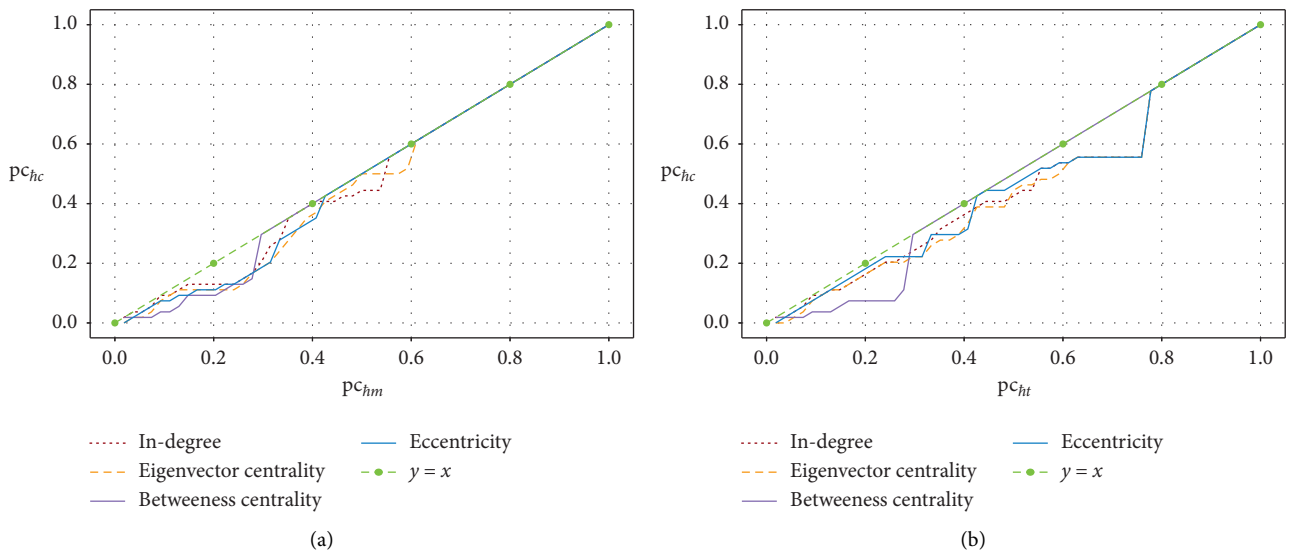 1.0
0.8
0.6
pcℏc
0.4
0.2
0.0
0.0 0.2 0.4 0.6 0.8 1.0
pcℏm
In-degree
Eigenvector centrality
Betweeness centrality
Eccentricity
y = x
(a)
1.0
0.8
0.6
pcℏc
0.4
0.2
0.0
0.0 0.2 0.4 0.6 0.8 1.0
pcℏt
In-degree
Eigenvector centrality
Betweeness centrality
Eccentricity
y = x
(b)